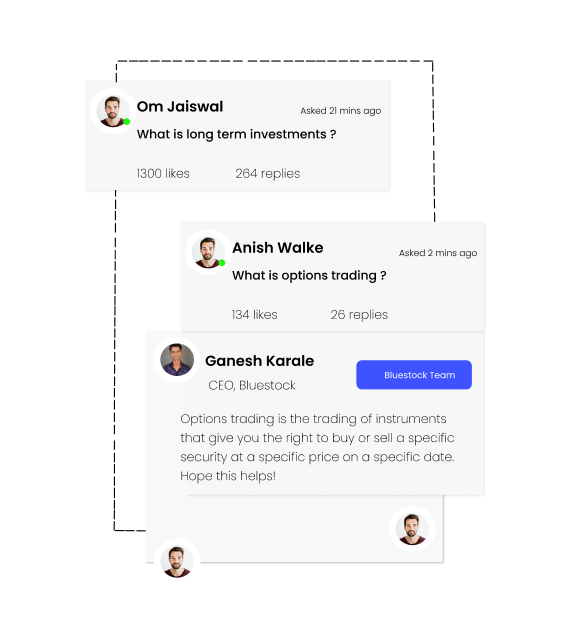 Om Jaiswal
Asked 21 mins ago
What is long term investments ?
1300 likes
264 replies
Anish Walke
Asked 2 mins ago
What is options trading ?
134 likes
26 replies
Ganesh Karale
CEO, Bluestock
Bluestock Team
Options trading is the trading of instruments
that give you the right to buy or sell a specific
security at a specific price on a specific date.
Hope this helps!